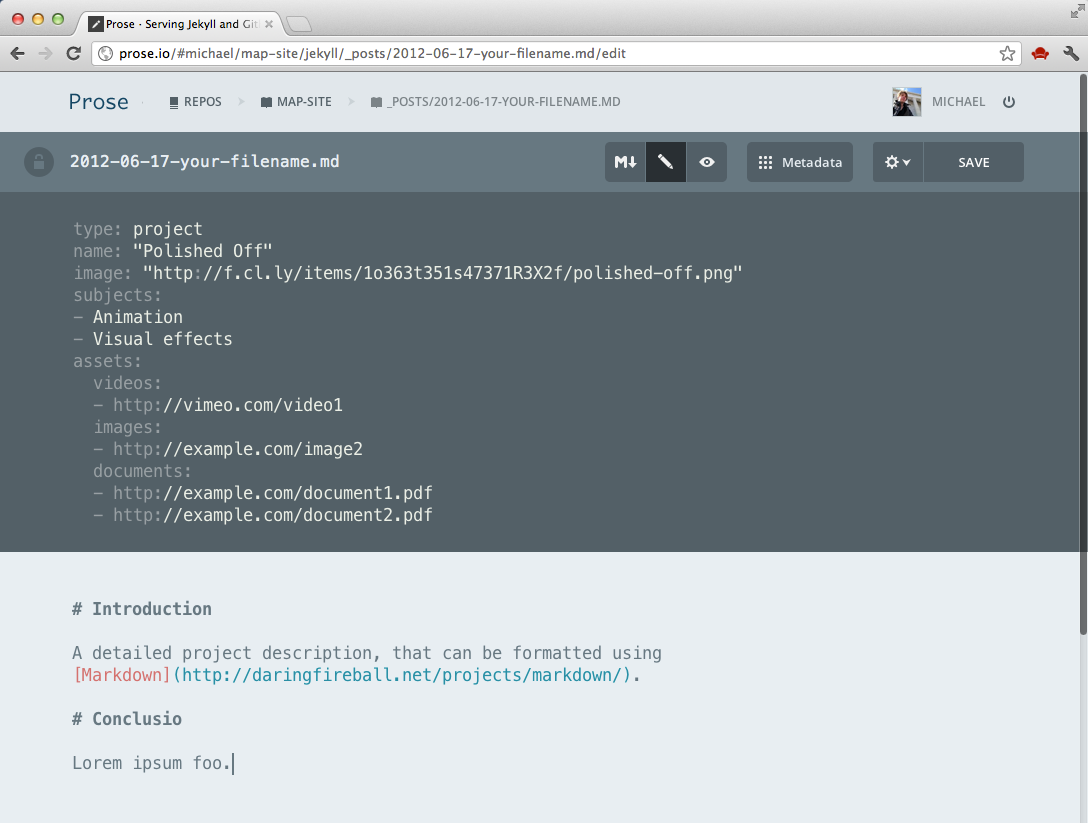 Prose · Serving Jekyll and Git
prose.io/#michael/map-site/jekyll/_posts/2012-06-17-your-filename.md/edit
Prose REPOS MAP-SITE _POSTS/2012-06-17-YOUR-FILENAME.MD MICHAEL
2012-06-17-your-filename.md M Metadata SAVE
type: project
name: "Polished Off"
image: "http://f.cl.ly/items/1o363t351s47371R3X2f/polished-off.png"
subjects:
- Animation
- Visual effects
assets:
videos:
- http://vimeo.com/video1
images:
- http://example.com/image2
documents:
- http://example.com/document1.pdf
- http://example.com/document2.pdf
# Introduction
A detailed project description, that can be formatted using
[Markdown](http://daringfireball.net/projects/markdown/).
# Conclusio
Lorem ipsum foo.